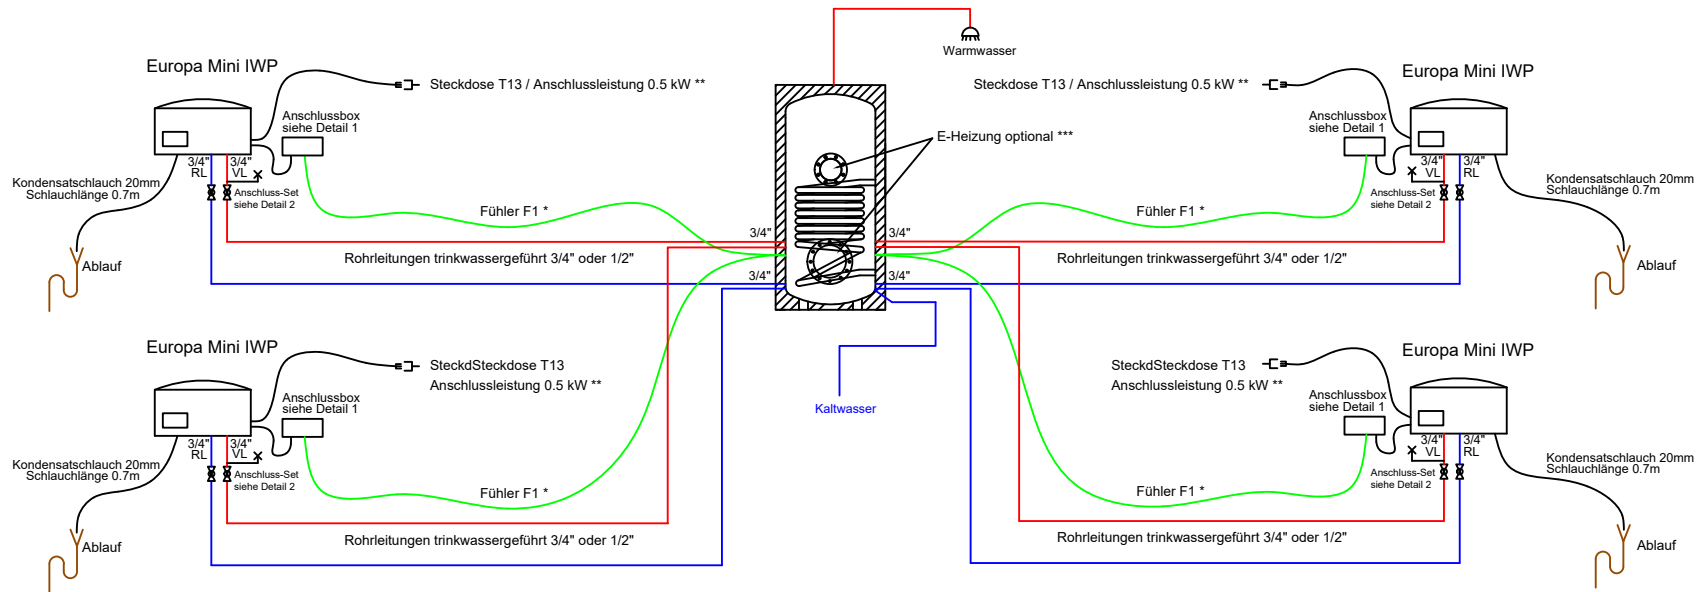 Warmwasser
Europa Mini IWP
Steckdose T13 / Anschlussleistung 0.5 kW **
Anschlussbox
siehe Detail 1
3/4"
RL
3/4"
VL
Anschluss-Set
siehe Detail 2
Kondensatschlauch 20mm
Schlauchlänge 0.7m
Ablauf
Fühler F1 *
Rohrleitungen trinkwassergeführt 3/4" oder 1/2"
3/4"
3/4"
E-Heizung optional ***
3/4"
3/4"
Steckdose T13 / Anschlussleistung 0.5 kW **
Europa Mini IWP
Anschlussbox
siehe Detail 1
3/4"
VL
3/4"
RL
Anschluss-Set
siehe Detail 2
Kondensatschlauch 20mm
Schlauchlänge 0.7m
Ablauf
Fühler F1 *
Rohrleitungen trinkwassergeführt 3/4" oder 1/2"
Europa Mini IWP
SteckdSteckdose T13
Anschlussleistung 0.5 kW **
Anschlussbox
siehe Detail 1
3/4"
RL
3/4"
VL
Anschluss-Set
siehe Detail 2
Kondensatschlauch 20mm
Schlauchlänge 0.7m
Ablauf
Fühler F1 *
Rohrleitungen trinkwassergeführt 3/4" oder 1/2"
Kaltwasser
SteckdSteckdose T13
Anschlussleistung 0.5 kW **
Europa Mini IWP
Anschlussbox
siehe Detail 1
3/4"
VL
3/4"
RL
Anschluss-Set
siehe Detail 2
Kondensatschlauch 20mm
Schlauchlänge 0.7m
Ablauf
Fühler F1 *
Rohrleitungen trinkwassergeführt 3/4" oder 1/2"